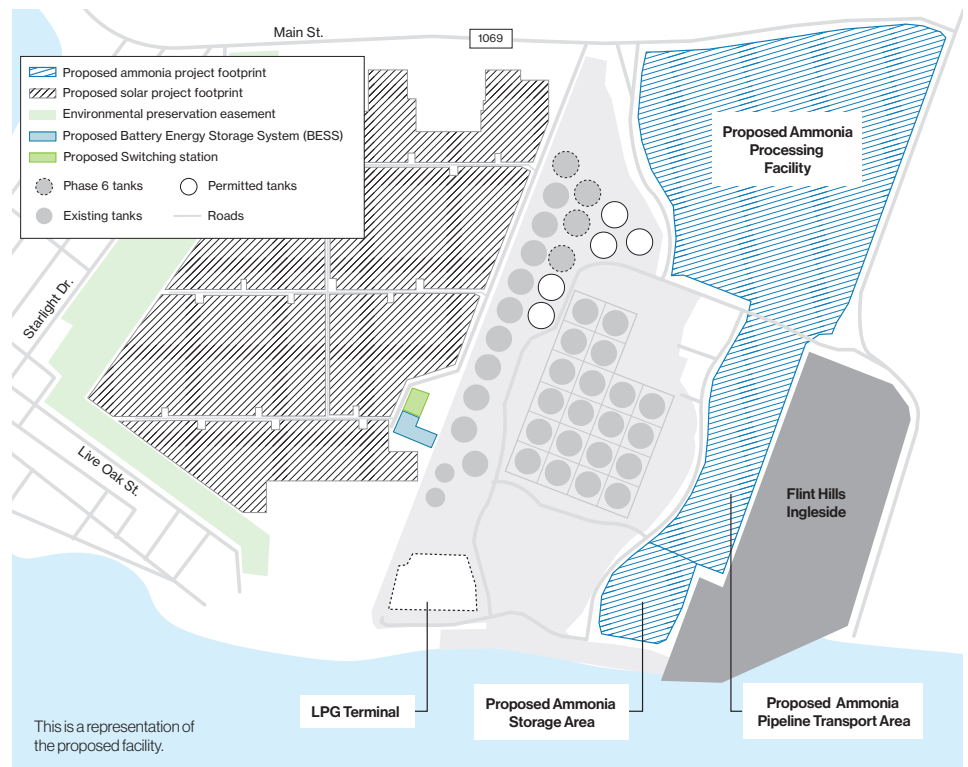 Main St.
1069
Proposed ammonia project footprint
Proposed solar project footprint
Environmental preservation easement
Proposed Battery Energy Storage System (BESS)
Proposed Switching station
Phase 6 tanks
Permitted tanks
Existing tanks
Roads
Proposed Ammonia
Processing
Facility
Starlight Dr.
Live Oak St.
Flint Hills
Ingleside
LPG Terminal
Proposed Ammonia
Storage Area
Proposed Ammonia
Pipeline Transport Area
This is a representation of
the proposed facility.